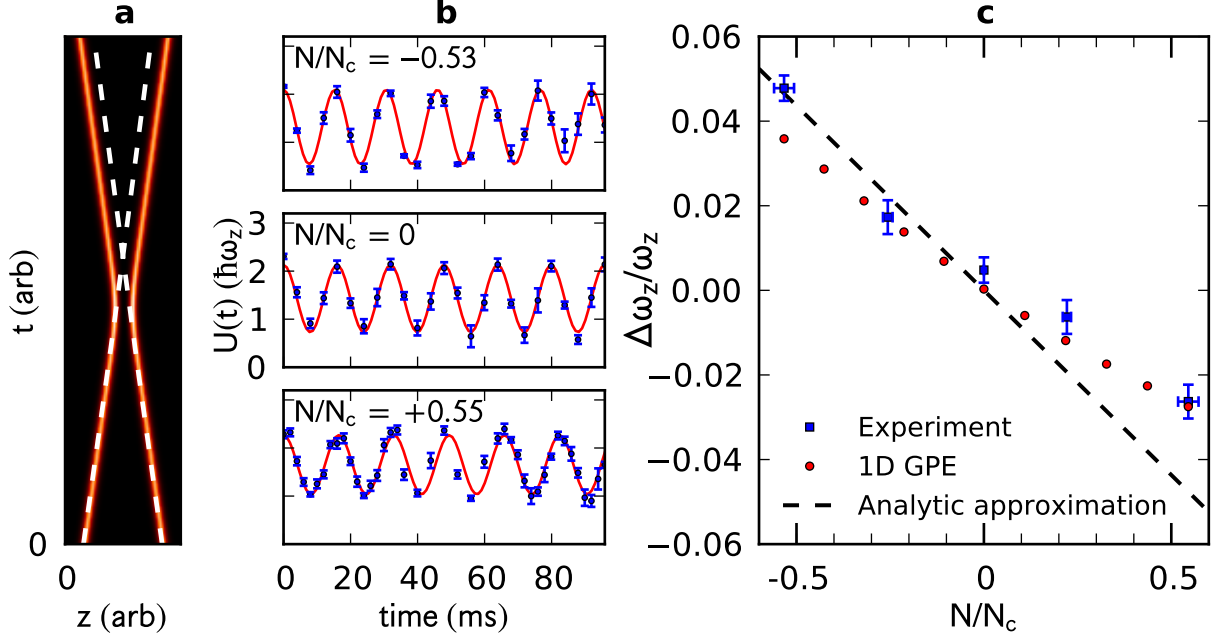 a
t (arb)
0
0
z (arb)
b
N/Nc = −0.53
U(t) (ħωz)
N/Nc = 0
3
2
1
0
N/Nc = +0.55
0 20 40 60 80
time (ms)
c
Δωz/ωz
0.06
0.04
0.02
0.00
−0.02
−0.04
−0.06
Experiment
1D GPE
Analytic approximation
-0.5 0 0.5
N/Nc